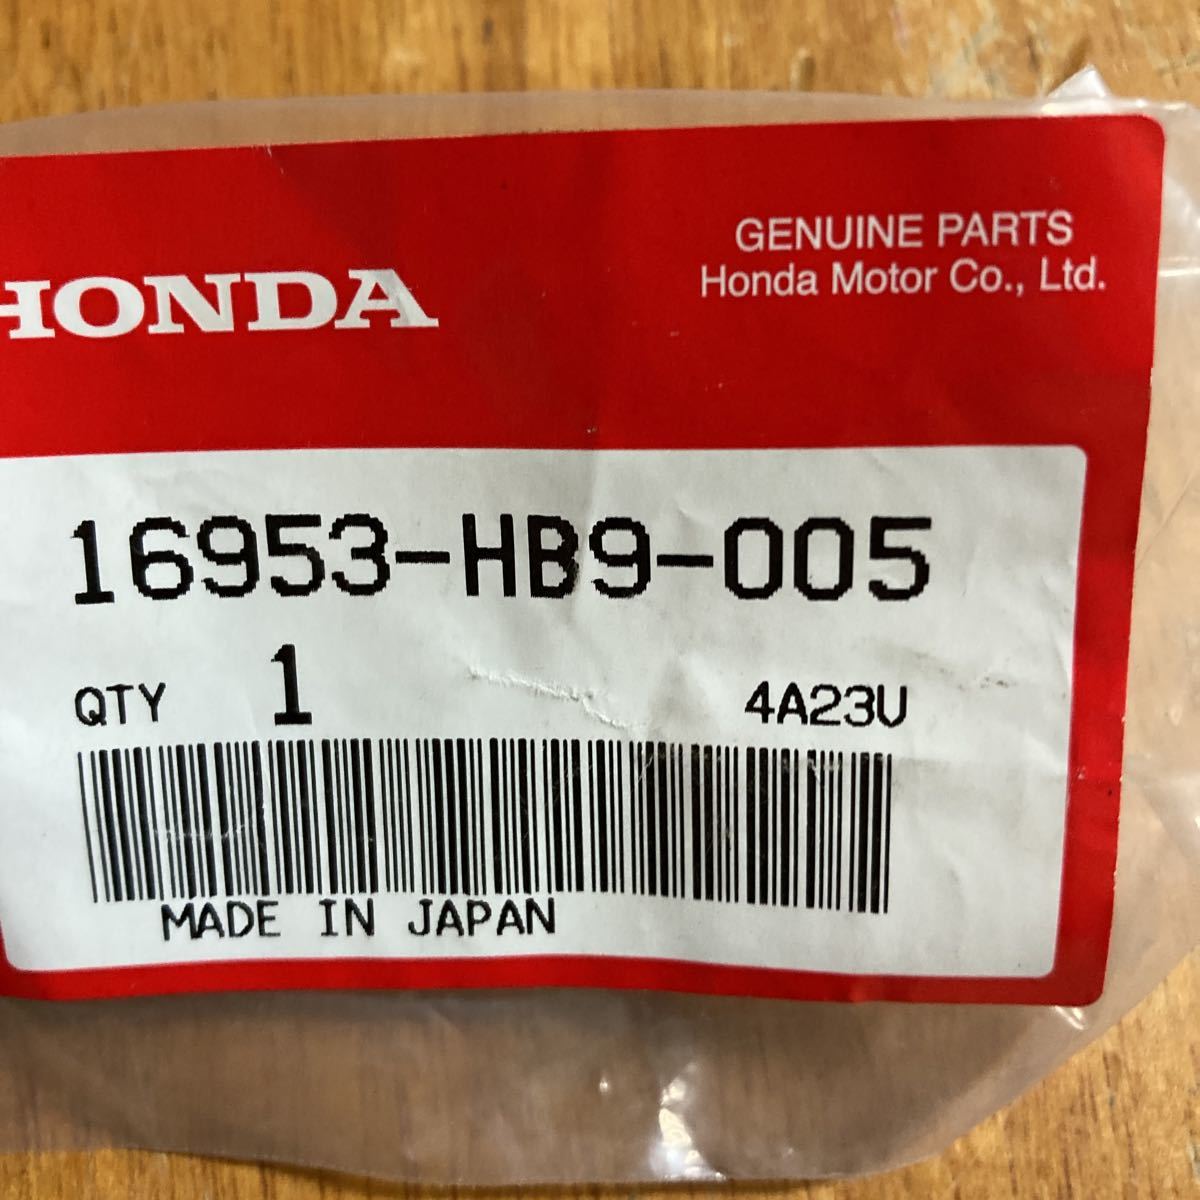 HONDA
GENUINE PARTS
Honda Motor Co., Ltd.
16953-HB9-005
QTY 1 4A23U
MADE IN JAPAN